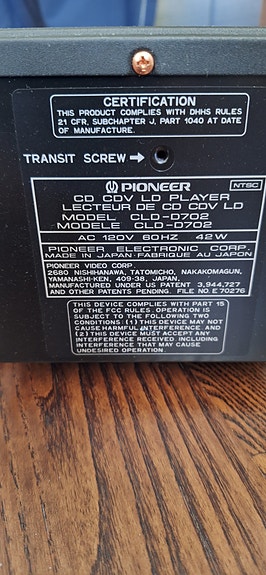 CERTIFICATION
THIS PRODUCT COMPLIES WITH DHHS RULES
21 CFR, SUBCHAPTER J, PART 1040 AT DATE
OF MANUFACTURE.
TRANSIT SCREW
PIONEER NTSC
CD CDV LD PLAYER
LECTEUR DE CD CDV LD
MODEL CLD-D702
MODELE CLD-D702
AC 120V 60HZ 42W
PIONEER ELECTRONIC CORP.
MADE IN JAPAN·FABRIQUE AU JAPON
PIONEER VIDEO CORP.
2680 NISHIHANAWA, TATOMICHO, NAKAKOMAGUN,
YAMANASHI-KEN, 409-38, JAPAN.
MANUFACTURED UNDER US PATENT 3,944,727
AND OTHER PATENTS PENDING. FILE NO. E70276
THIS DEVICE COMPLIES WITH PART 15
OF THE FCC RULES. OPERATION IS
SUBJECT TO THE FOLLOWING TWO
CONDITIONS: (1) THIS DEVICE MAY NOT
CAUSE HARMFUL INTERFERENCE, AND
(2) THIS DEVICE MUST ACCEPT ANY
INTERFERENCE RECEIVED, INCLUDING
INTERFERENCE THAT MAY CAUSE
UNDESIRED OPERATION.